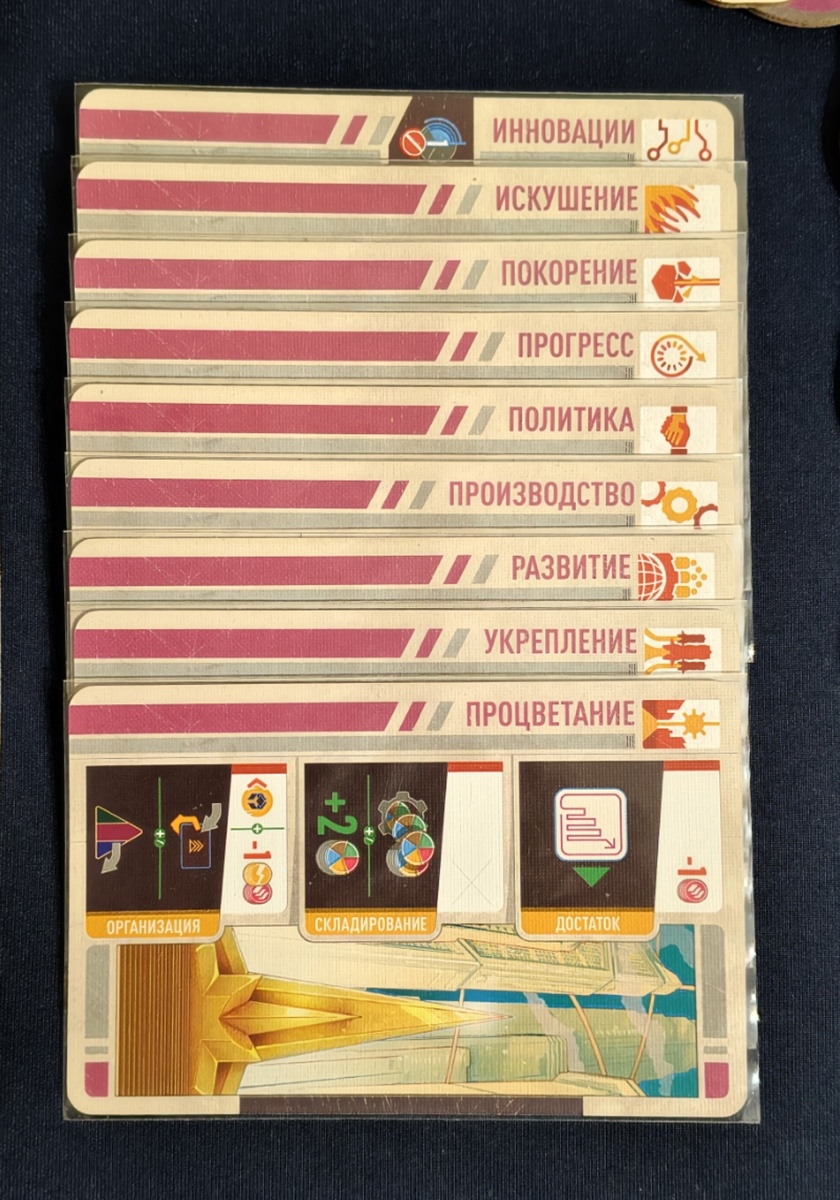 ИННОВАЦИИ
ИСКУШЕНИЕ
ПОКОРЕНИЕ
ПРОГРЕСС
ПОЛИТИКА
ПРОИЗВОДСТВО
РАЗВИТИЕ
УКРЕПЛЕНИЕ
ПРОЦВЕТАНИЕ
-1
+2
-1
ОРГАНИЗАЦИЯ
СКЛАДИРОВАНИЕ
ДОСТАТОК